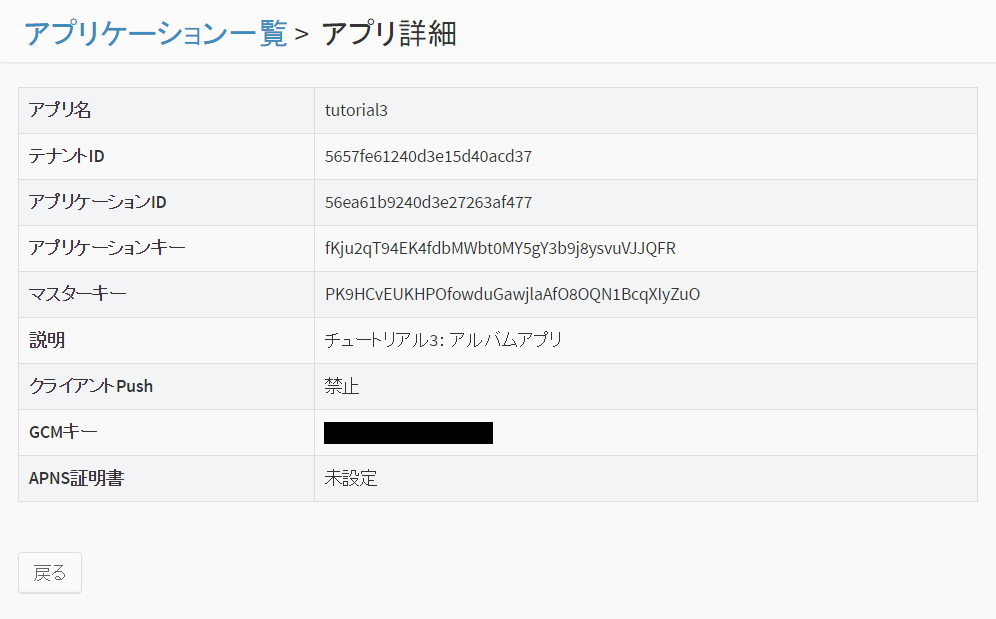 アプリケーション一覧 > アプリ詳細
アプリ名 tutorial3
テナントID 5657fe61240d3e15d40acd37
アプリケーションID 56ea61b9240d3e27263af477
アプリケーションキー fKju2qT94EK4fdbMWbt0MY5gY3b9j8ysvuVJJQFR
マスターキー PK9HCvEUKHPOfowduGawjlaAfO8OQN1BcqXIyZuO
説明 チュートリアル3: アルバムアプリ
クライアントPush 禁止
GCMキー
APNS証明書 未設定
戻る